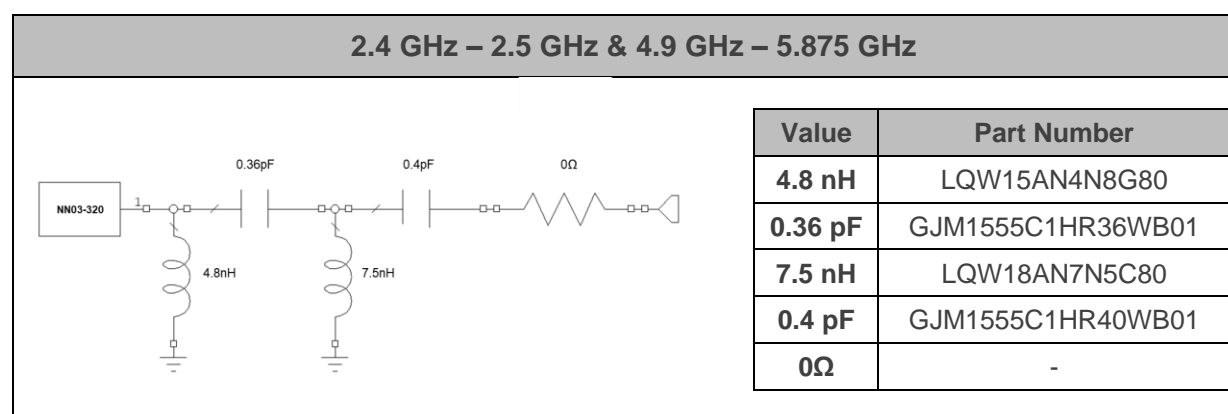 2.4 GHz – 2.5 GHz & 4.9 GHz – 5.875 GHz
0.36pF 0.4pF 0Ω
NN03-320 1
4.8nH 7.5nH
Value Part Number
4.8 nH LQW15AN4N8G80
0.36 pF GJM1555C1HR36WB01
7.5 nH LQW18AN7N5C80
0.4 pF GJM1555C1HR40WB01
0Ω -